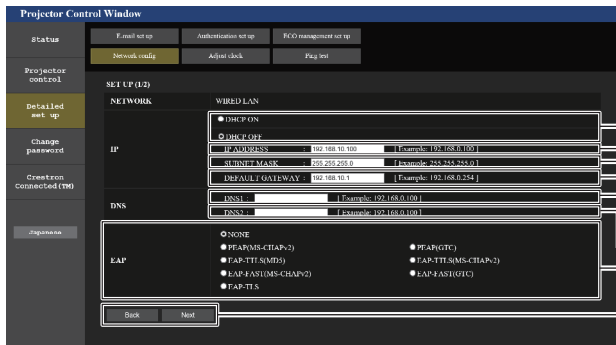 Projector Control Window
Status
Projector
control
Detailed
set up
Change
password
Crestron
Connected(TM)
Japanese
E-mail set up
Authentication set up
ECO management set up
Network config
Adjust clock
Ping test
SET UP (1/2)
NETWORK WIRED LAN
IP
DHCP ON
DHCP OFF
IP ADDRESS : 192.168.10.100 [ Example: 192.168.0.100 ]
SUBNET MASK : 255.255.255.0 [ Example: 255.255.255.0 ]
DEFAULT GATEWAY : 192.168.10.1 [ Example: 192.168.0.254 ]
DNS
DNS1 : [ Example: 192.168.0.100 ]
DNS2 : [ Example: 192.168.0.100 ]
EAP
NONE
PEAP(MS-CHAPv2) PEAP(GTC)
EAP-TTLS(MD5) EAP-TTLS(MS-CHAPv2)
EAP-FAST(MS-CHAPv2) EAP-FAST(GTC)
EAP-TLS
Back Next